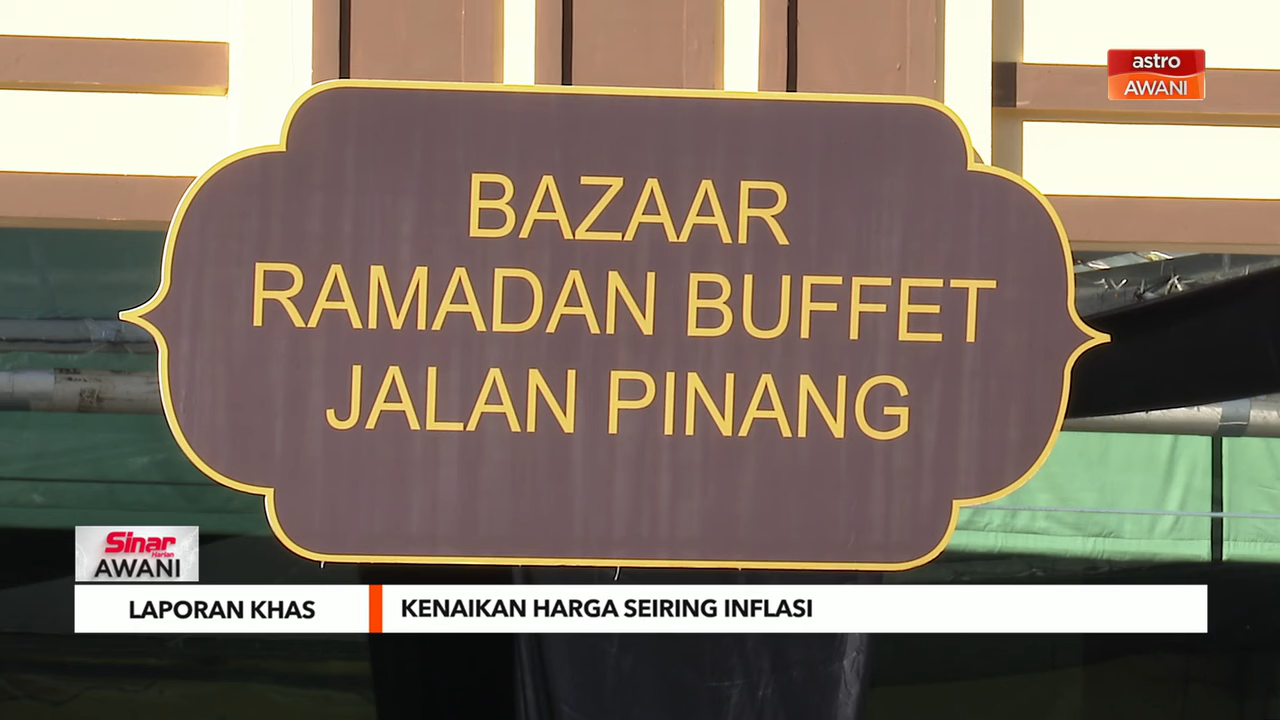 astro
AWANI
BAZAAR
RAMADAN BUFFET
JALAN PINANG
Sinar
Harian
AWANI
LAPORAN KHAS
KENAIKAN HARGA SEIRING INFLASI